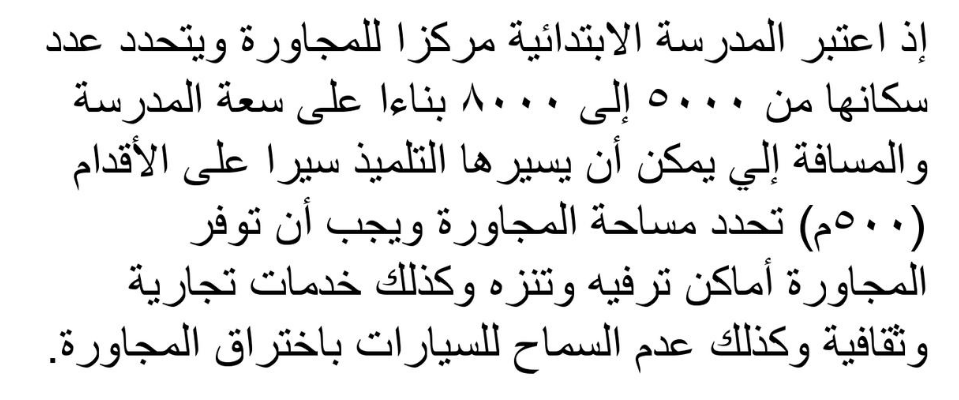 إذ اعتبر المدرسة الابتدائية مركزا للمجاورة ويتحدد عدد
سكانها من ٥٠٠٠ إلى ٨٠٠٠ بناءا على سعة المدرسة
والمسافة إلي يمكن أن يسيرها التلميذ سيرا على الأقدام
(٥٠٠م) تحدد مساحة المجاورة ويجب أن توفر
المجاورة أماكن ترفيه وتنزه وكذلك خدمات تجارية
وثقافية وكذلك عدم السماح للسيارات باختراق المجاورة.